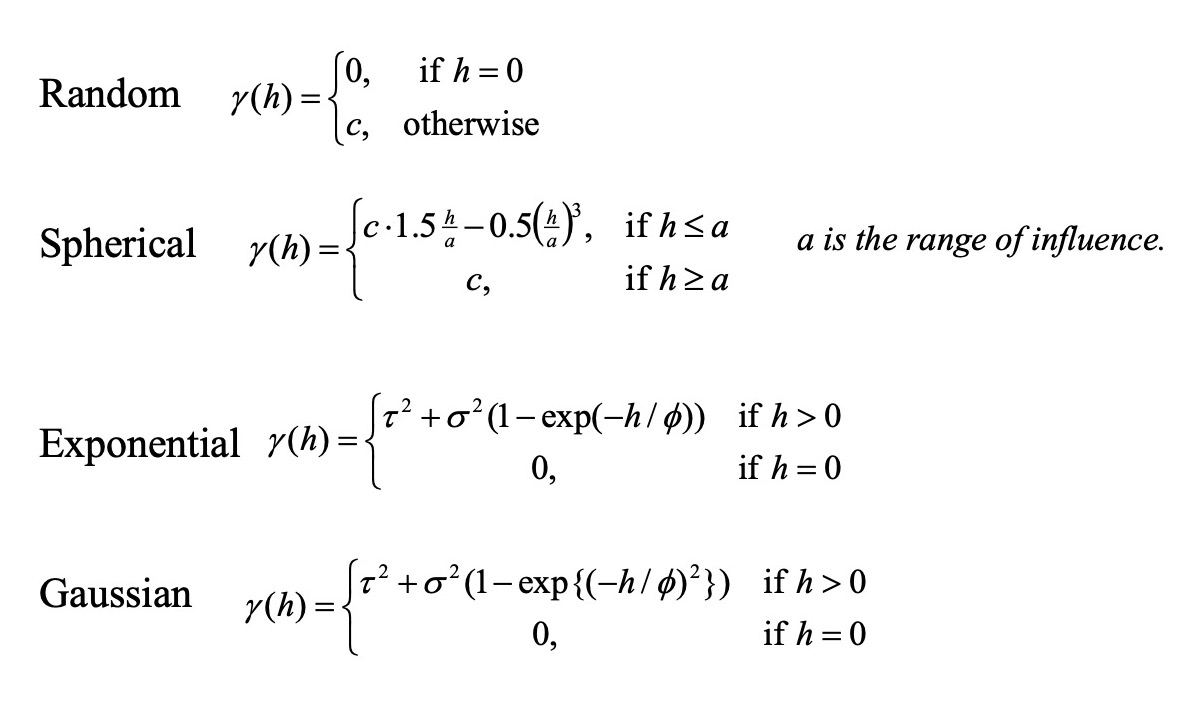 Random γ(h) = { 0, if h = 0
c, otherwise
Spherical γ(h) = { c · 1.5 h/a − 0.5(h/a)³, if h ≤ a
c, if h ≥ a
a is the range of influence.
Exponential γ(h) = { τ² + σ²(1 − exp(−h/ϕ)) if h > 0
0, if h = 0
Gaussian γ(h) = { τ² + σ²(1 − exp{(−h/ϕ)²}) if h > 0
0, if h = 0